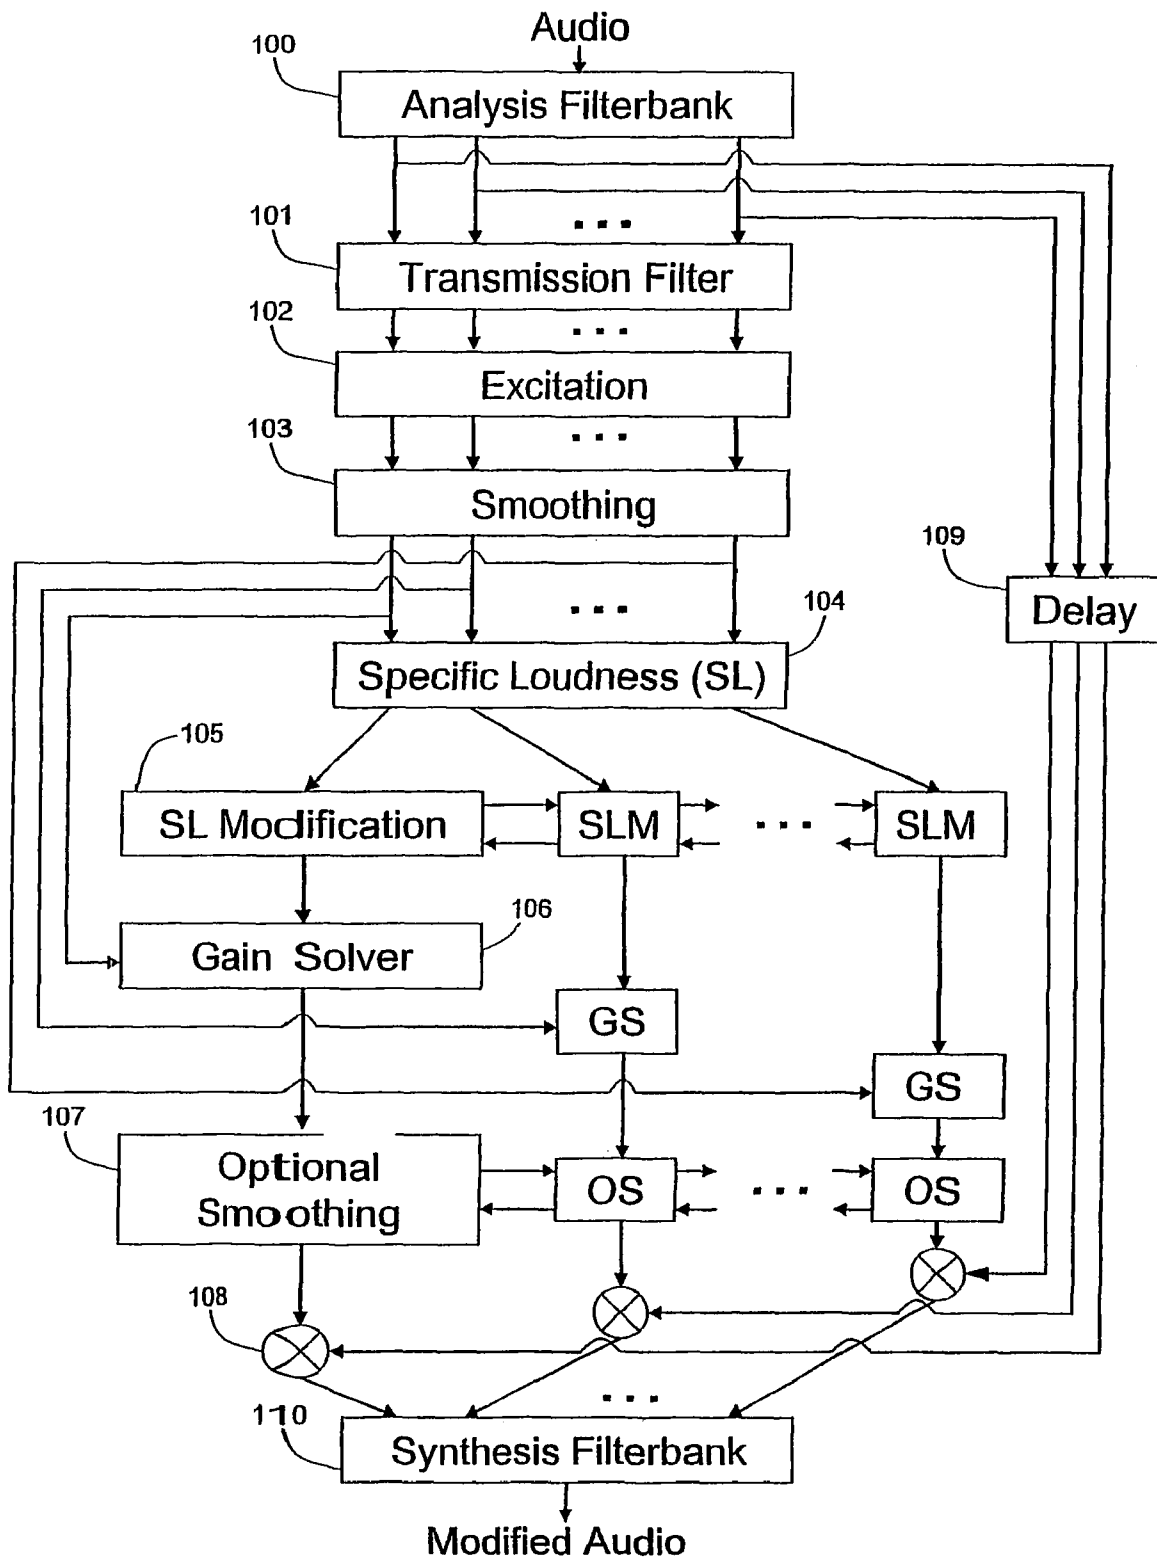 Audio
100
Analysis Filterbank
101
Transmission Filter
102
Excitation
103
Smoothing
109
Delay
104
Specific Loudness (SL)
105
SL Modification
SLM
SLM
106
Gain Solver
GS
GS
107
Optional
Smoothing
OS
OS
108
110
Synthesis Filterbank
Modified Audio